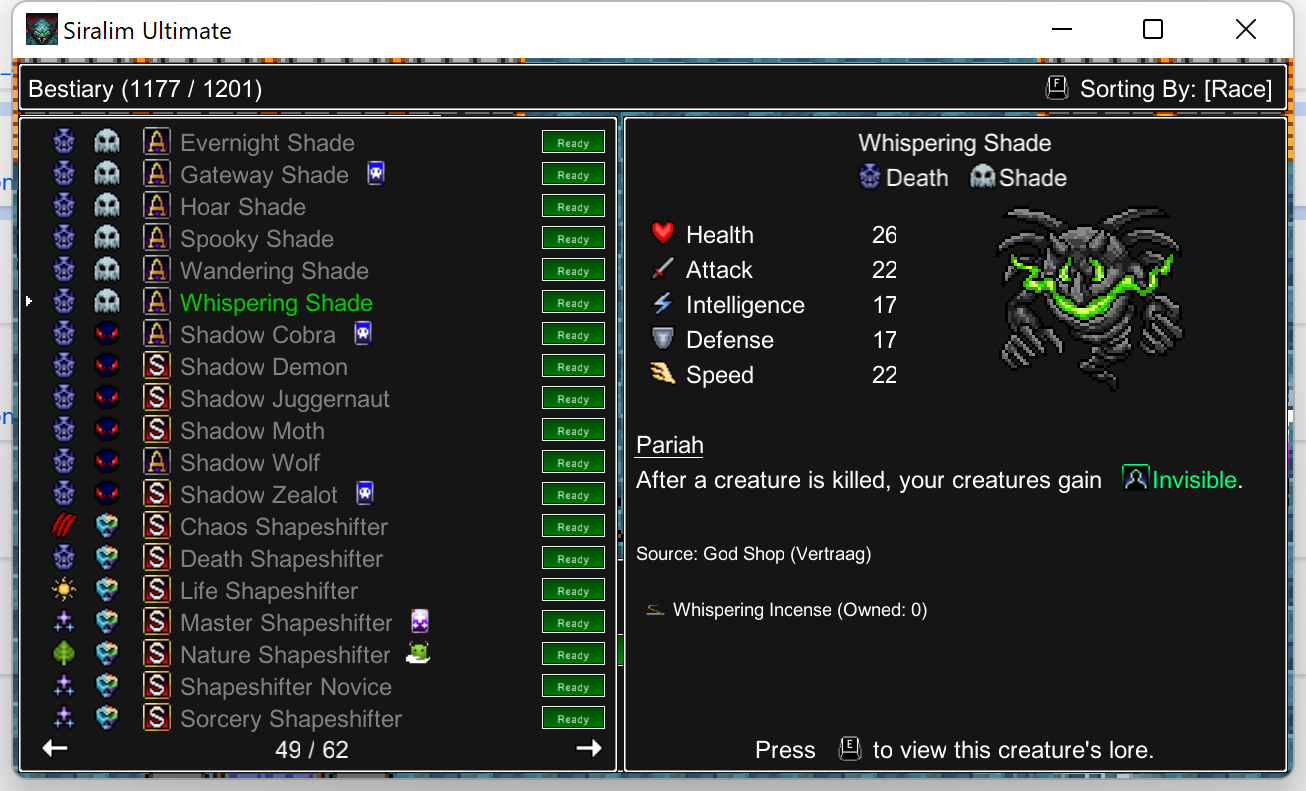 Siralim Ultimate
Bestiary (1177 / 1201)
F Sorting By: [Race]
A Evernight Shade Ready
A Gateway Shade Ready
A Hoar Shade Ready
A Spooky Shade Ready
A Wandering Shade Ready
A Whispering Shade Ready
A Shadow Cobra Ready
S Shadow Demon Ready
S Shadow Juggernaut Ready
S Shadow Moth Ready
A Shadow Wolf Ready
S Shadow Zealot Ready
S Chaos Shapeshifter Ready
S Death Shapeshifter Ready
S Life Shapeshifter Ready
S Master Shapeshifter Ready
S Nature Shapeshifter Ready
S Shapeshifter Novice Ready
S Sorcery Shapeshifter Ready
49 / 62
Whispering Shade
Death Shade
Health 26
Attack 22
Intelligence 17
Defense 17
Speed 22
Pariah
After a creature is killed, your creatures gain Invisible.
Source: God Shop (Vertraag)
Whispering Incense (Owned: 0)
Press E to view this creature's lore.